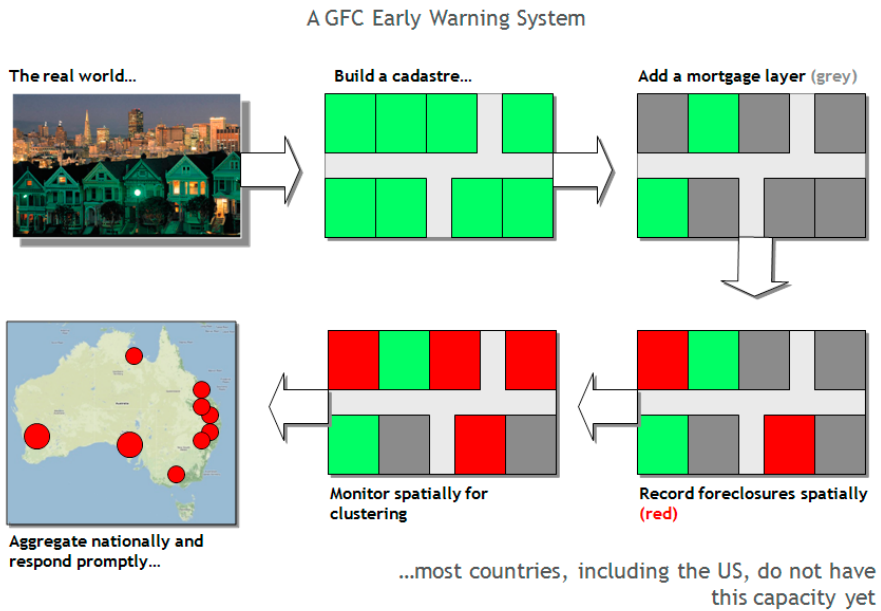 A GFC Early Warning System
The real world…
Build a cadastre…
Add a mortgage layer (grey)
Monitor spatially for
clustering
Record foreclosures spatially
(red)
Aggregate nationally and
respond promptly…
…most countries, including the US, do not have
this capacity yet